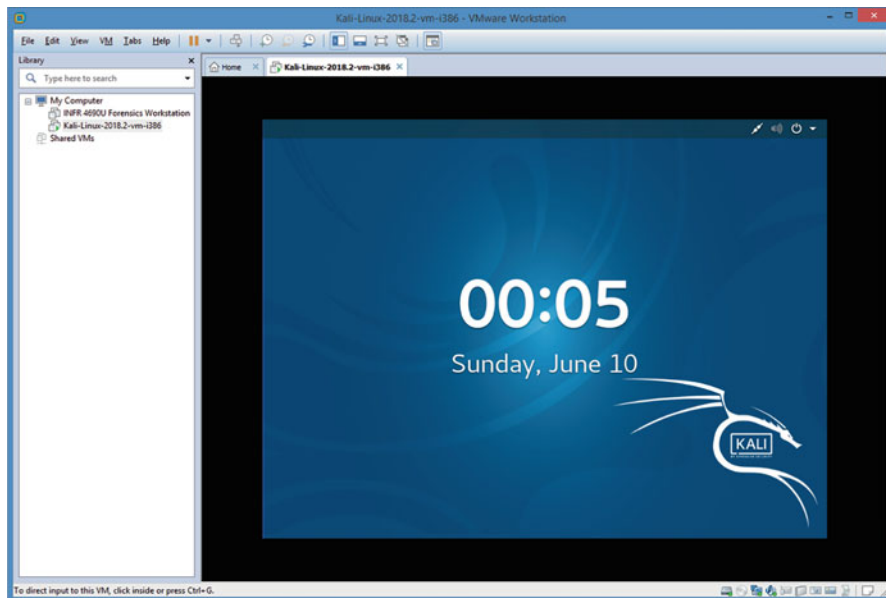 Kali-Linux-2018.2-vm-i386 - VMware Workstation
File Edit View VM Tabs Help
Library
Type here to search
My Computer
INFR 4690U Forensics Workstation
Kali-Linux-2018.2-vm-i386
Shared VMs
Home
Kali-Linux-2018.2-vm-i386
00:05
Sunday, June 10
KALI
To direct input to this VM, click inside or press Ctrl+G.